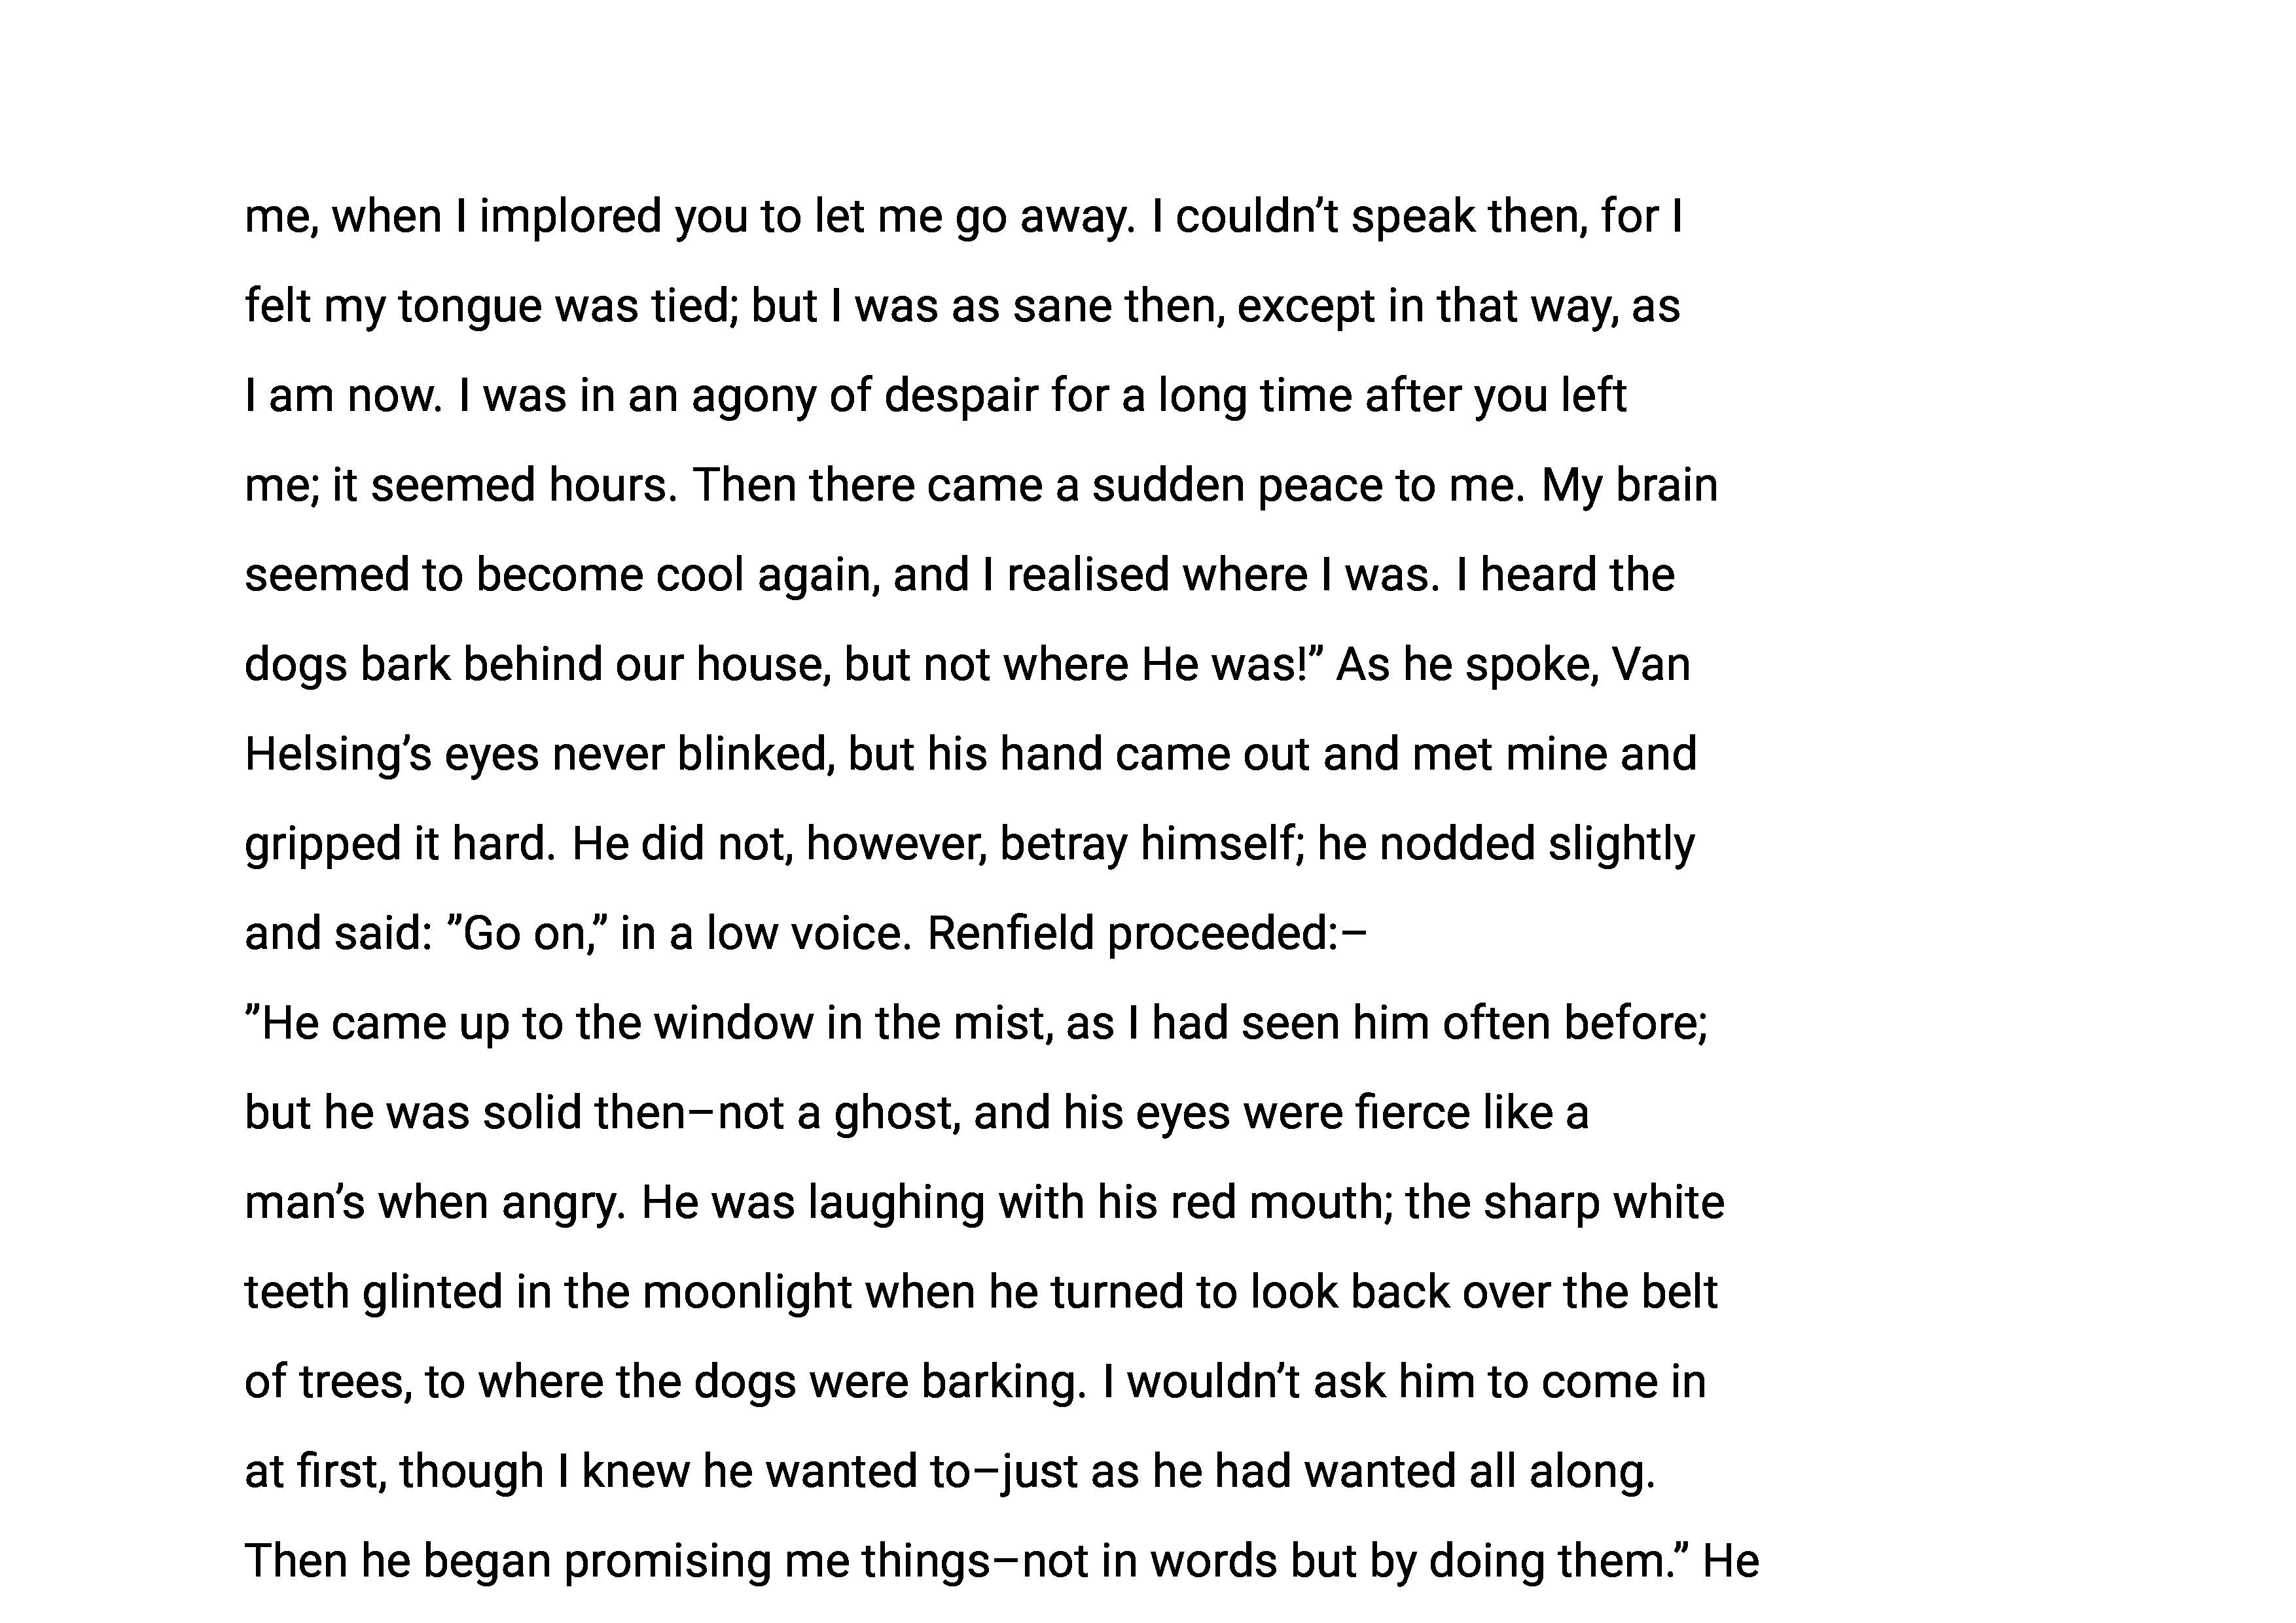 me, when I implored you to let me go away. I couldn’t speak then, for I
felt my tongue was tied; but I was as sane then, except in that way, as
I am now. I was in an agony of despair for a long time after you left
me; it seemed hours. Then there came a sudden peace to me. My brain
seemed to become cool again, and I realised where I was. I heard the
dogs bark behind our house, but not where He was!” As he spoke, Van
Helsing’s eyes never blinked, but his hand came out and met mine and
gripped it hard. He did not, however, betray himself; he nodded slightly
and said: ”Go on,” in a low voice. Renfield proceeded:–
”He came up to the window in the mist, as I had seen him often before;
but he was solid then–not a ghost, and his eyes were fierce like a
man’s when angry. He was laughing with his red mouth; the sharp white
teeth glinted in the moonlight when he turned to look back over the belt
of trees, to where the dogs were barking. I wouldn’t ask him to come in
at first, though I knew he wanted to–just as he had wanted all along.
Then he began promising me things–not in words but by doing them.” He